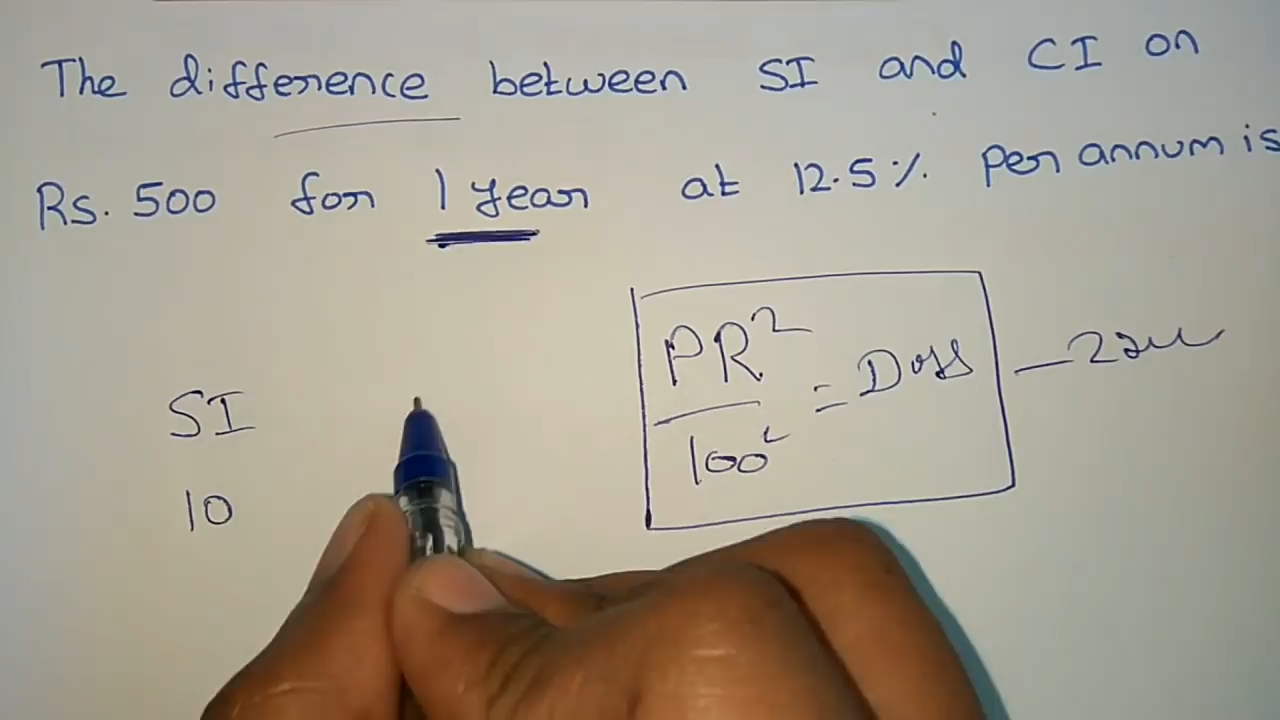 The difference between SI and CI on
Rs. 500 for 1 year at 12.5% per annum is
PR² = Diff
100²
SI
10